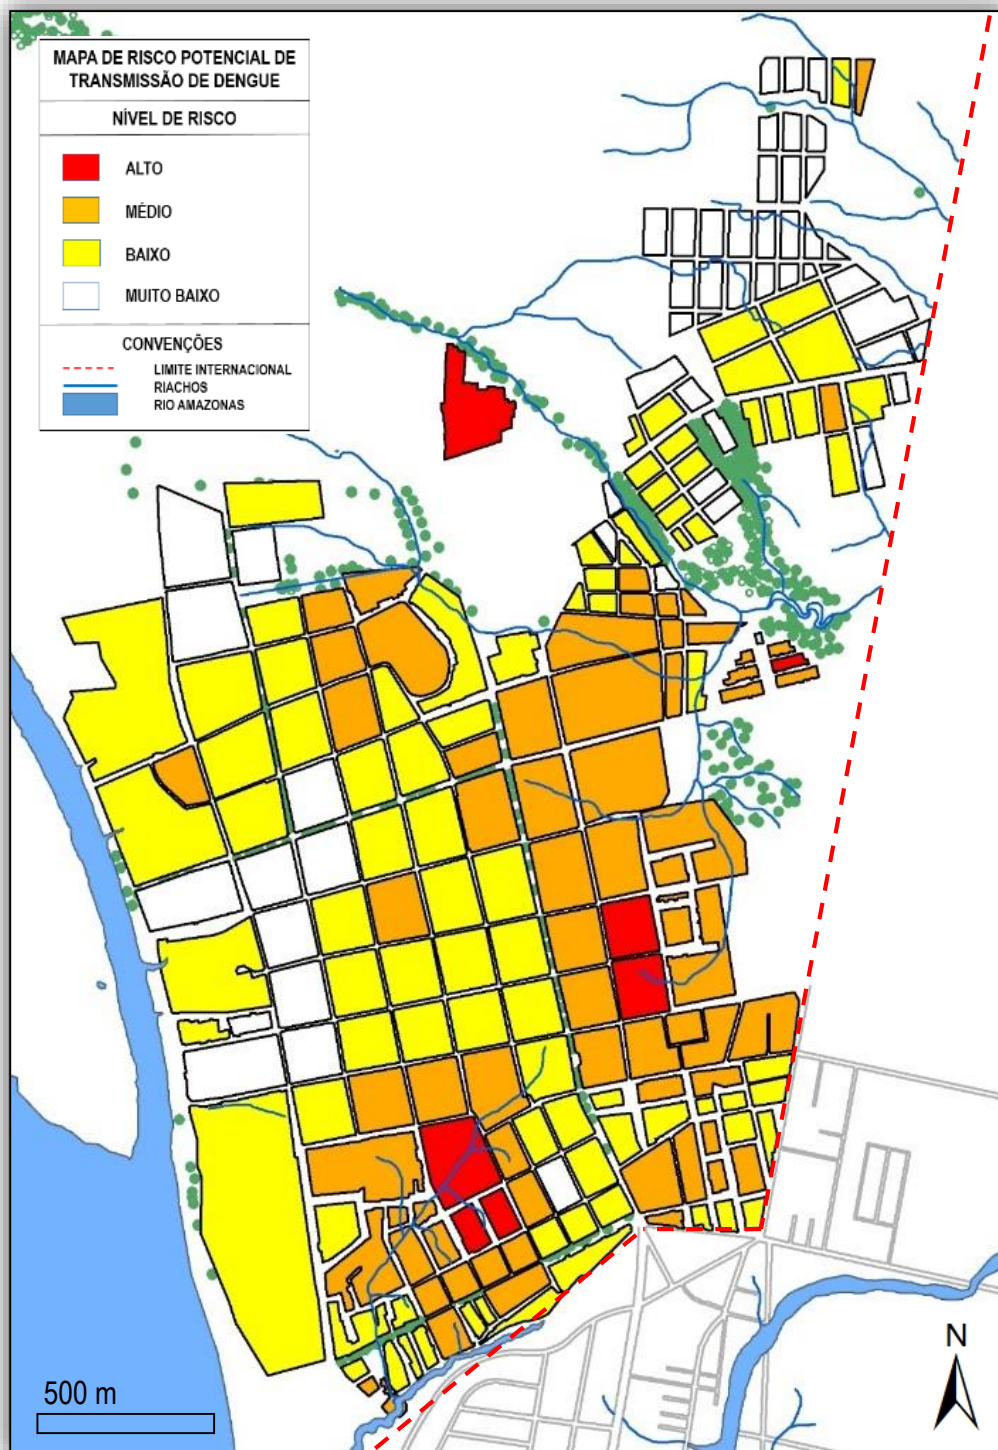 MAPA DE RISCO POTENCIAL DE
TRANSMISSÃO DE DENGUE
NÍVEL DE RISCO
ALTO
MÉDIO
BAIXO
MUITO BAIXO
CONVENÇÕES
LIMITE INTERNACIONAL
RIACHOS
RIO AMAZONAS
500 m
N